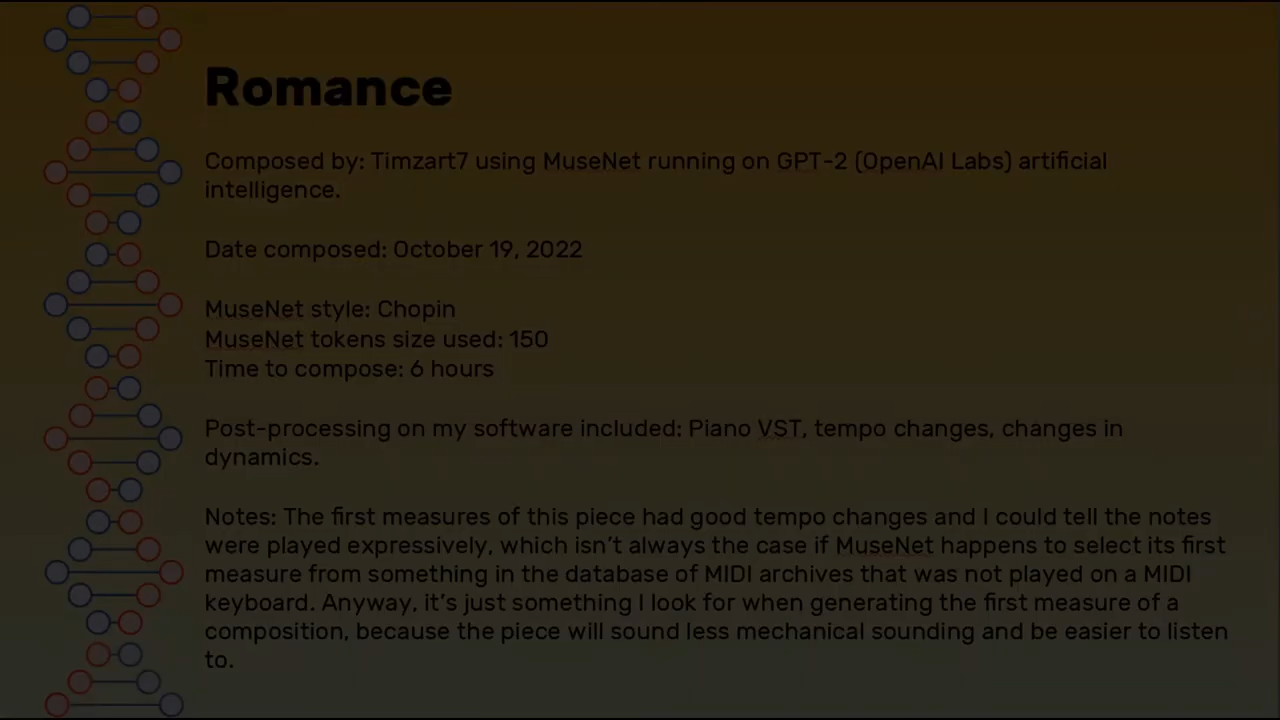 Romance
Composed by: Timzart7 using MuseNet running on GPT-2 (OpenAI Labs) artificial
intelligence.
Date composed: October 19, 2022
MuseNet style: Chopin
MuseNet tokens size used: 150
Time to compose: 6 hours
Post-processing on my software included: Piano VST, tempo changes, changes in
dynamics.
Notes: The first measures of this piece had good tempo changes and I could tell the notes
were played expressively, which isn’t always the case if MuseNet happens to select its first
measure from something in the database of MIDI archives that was not played on a MIDI
keyboard. Anyway, it’s just something I look for when generating the first measure of a
composition, because the piece will sound less mechanical sounding and be easier to listen
to.